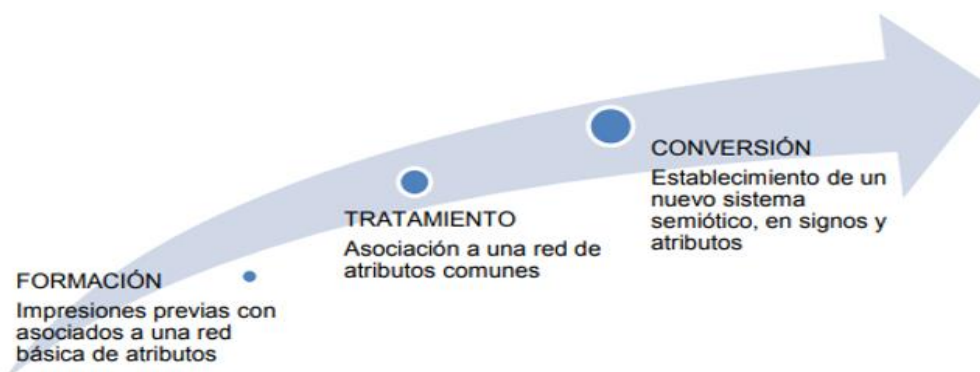 FORMACIÓN
Impresiones previas con
asociados a una red
básica de atributos
TRATAMIENTO
Asociación a una red de
atributos comunes
CONVERSIÓN
Establecimiento de un
nuevo sistema
semiótico, en signos y
atributos